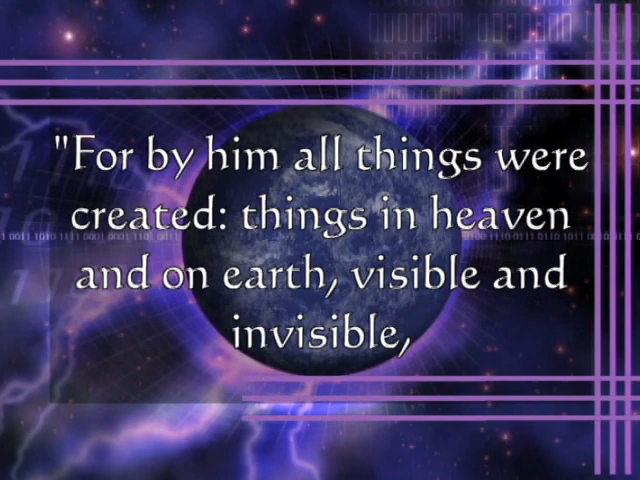 "For by him all things were
created: things in heaven
and on earth, visible and
invisible,